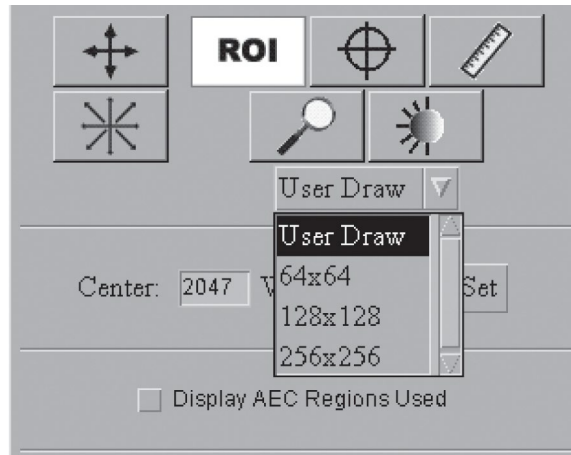 ROI
User Draw
User Draw
64x64
Center: 2047 Set
128x128
256x256
Display AEC Regions Used